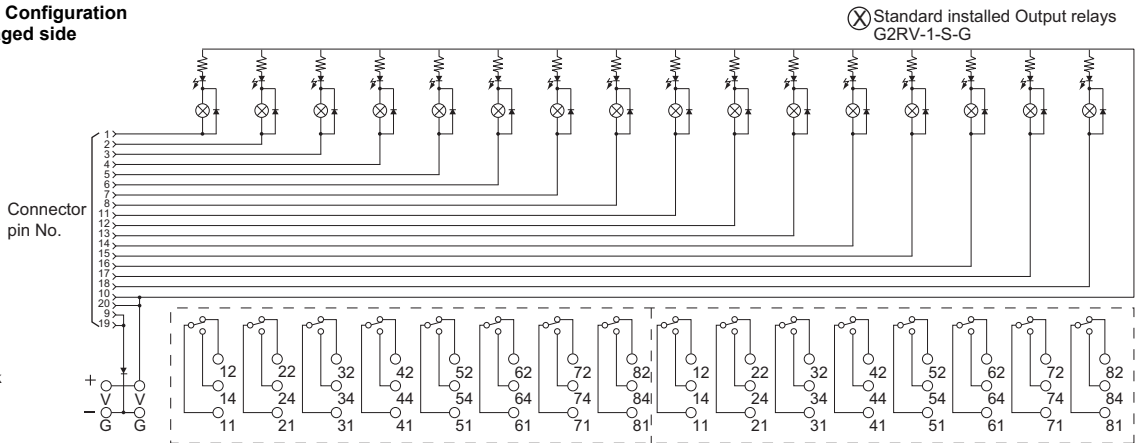 Configuration
ged side
Standard installed Output relays
G2RV-1-S-G
Connector
pin No.
1
2
3
4
5
6
7
8
11
12
13
14
15
16
17
18
10
20
9
19
12 22 32 42 52 62 72 82 12 22 32 42 52 62 72 82
+
V V
14 24 34 44 54 64 74 84 14 24 34 44 54 64 74 84
−
G G
11 21 31 41 51 61 71 81 11 21 31 41 51 61 71 81